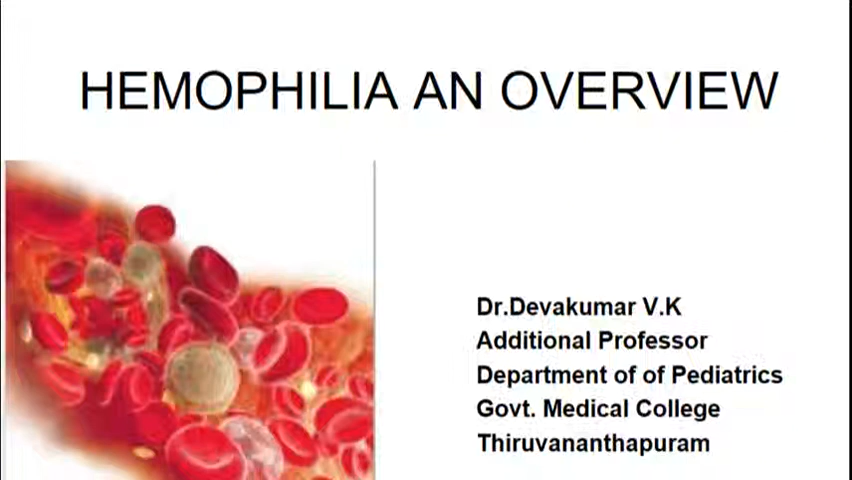 HEMOPHILIA AN OVERVIEW
Dr.Devakumar V.K
Additional Professor
Department of of Pediatrics
Govt. Medical College
Thiruvananthapuram